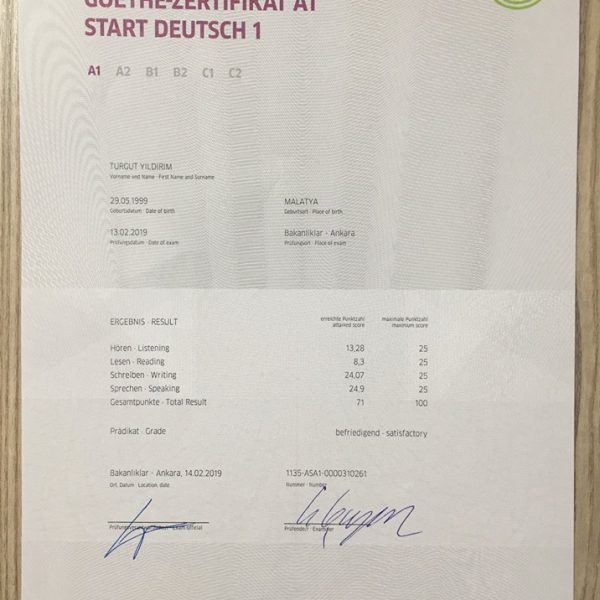 GOETHE-ZERTIFIKAT A1
START DEUTSCH 1
A1 A2 B1 B2 C1 C2
TURGUT YILDIRIM
Vorname und Name · First Name and Surname
29.05.1999 MALATYA
Geburtsdatum · Date of birth Geburtsort · Place of birth
13.02.2019 Bakanliklar - Ankara
Prüfungsdatum · Date of exam Prüfungsort · Place of exam
ERGEBNIS · RESULT erreichte Punktzahl maximale Punktzahl
attained score maximum score
Hören · Listening 13,28 25
Lesen · Reading 8,3 25
Schreiben · Writing 24,07 25
Sprechen · Speaking 24,9 25
Gesamtpunkte · Total Result 71 100
Prädikat · Grade befriedigend · satisfactory
Bakanliklar - Ankara, 14.02.2019 1135-ASA1-0000310261
Ort, Datum · Location, date Nummer · Number
Exam official Prüfende/r · Examiner